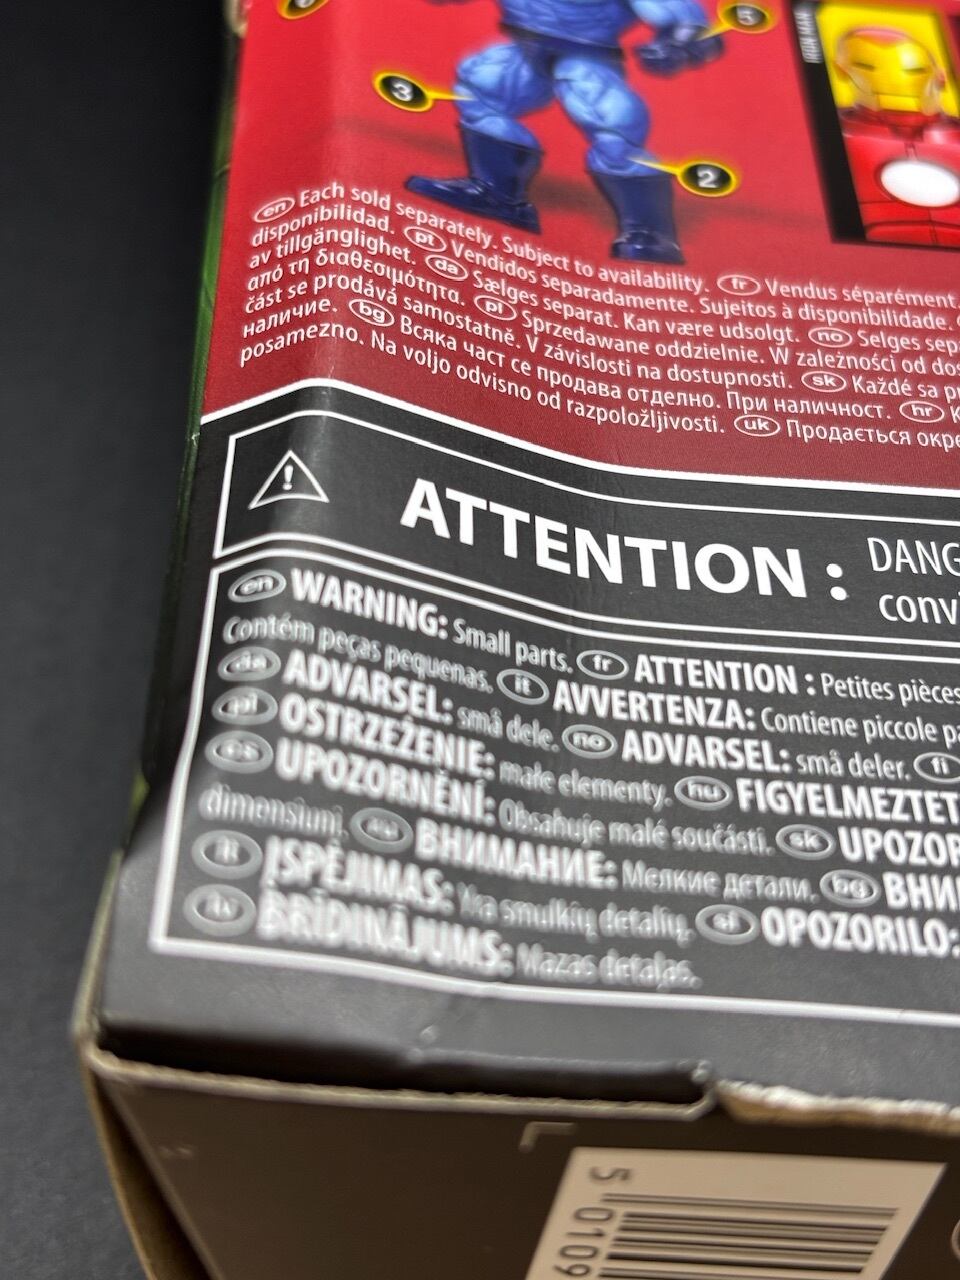 3
5
2
IRON MAN
en Each sold separately. Subject to availability. fr Vendus séparément.
disponibilidad. pt Vendidos separadamente. Sujeitos à disponibilidade.
av tillgänglighet. da Sælges separat. Kan være udsolgt. no Selges sepa
από τη διαθεσιμότητα. pl Sprzedawane oddzielnie. W zależności od dos
část se prodává samostatně. V závislosti na dostupnosti. sk Každé sa pr
наличие. bg Всяка част се продава отделно. При наличност. hr K
posamezno. Na voljo odvisno od razpoložljivosti. uk Продається окре
ATTENTION : DANG
convi
en WARNING: Small parts. fr ATTENTION : Petites pièces
Contém peças pequenas. it AVVERTENZA: Contiene piccole pa
da ADVARSEL: små dele. no ADVARSEL: små deler. fi
pl OSTRZEŻENIE: małe elementy. hu FIGYELMEZTET
cs UPOZORNĚNÍ: Obsahuje malé součásti. sk UPOZOR
dimensiuni. ru ВНИМАНИЕ: Мелкие детали. bg ВНИ
lt ĮSPĖJIMAS: Yra smulkių detalių. sl OPOZORILO:
lv BRĪDINĀJUMS: Mazas detaļas.
5 0109